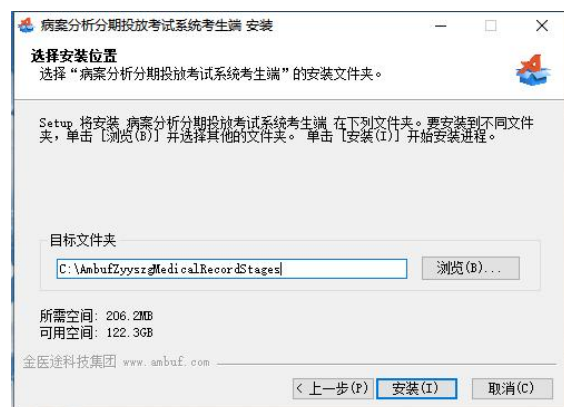 病案分析分期投放考试系统考生端 安装
选择安装位置
选择“病案分析分期投放考试系统考生端”的安装文件夹。
Setup 将安装 病案分析分期投放考试系统考生端 在下列文件夹。要安装到不同文件
夹，单击 [浏览(B)] 并选择其他的文件夹。 单击 [安装(I)] 开始安装进程。
目标文件夹
C:\AmbufZyyszgMedicalRecordStages
浏览(B)...
所需空间: 206.2MB
可用空间: 122.3GB
金医途科技集团 www.ambuf.com
< 上一步(P)
安装(I)
取消(C)